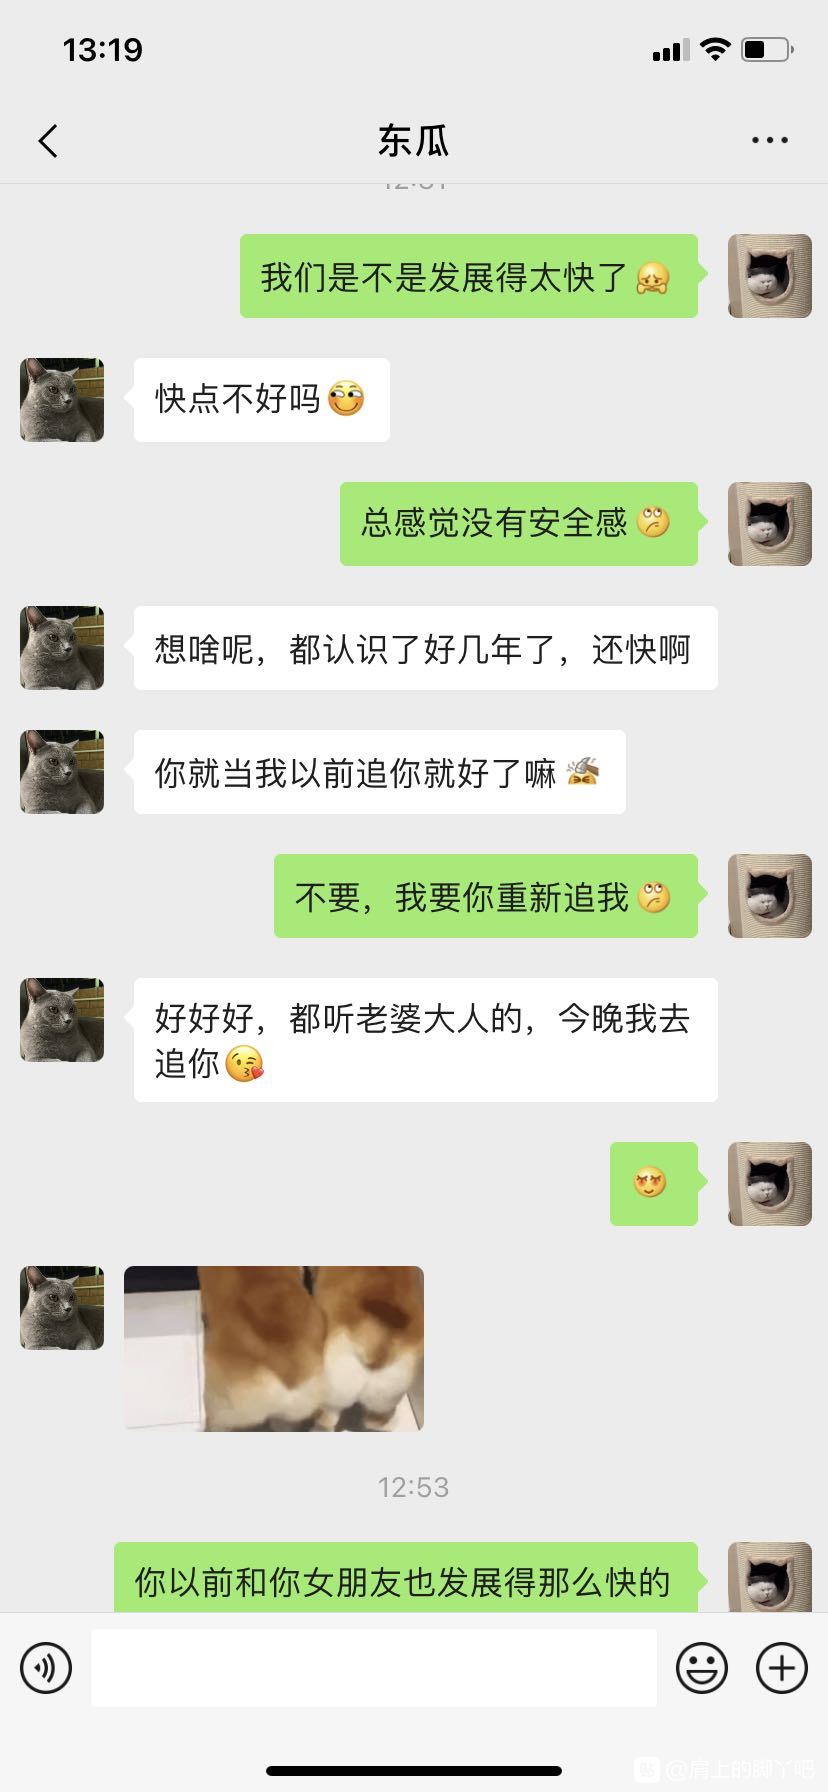 13:19
东瓜
我们是不是发展得太快了
快点不好吗
总感觉没有安全感
想啥呢，都认识了好几年了，还快啊
你就当我以前追你就好了嘛
不要，我要你重新追我
好好好，都听老婆大人的，今晚我去
追你
12:53
你以前和你女朋友也发展得那么快的
贴 @肩上的脚丫吧